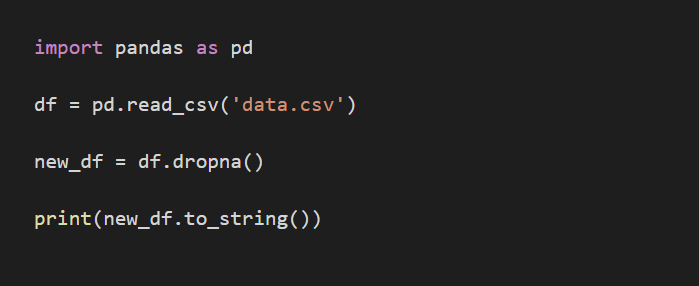 import pandas as pd
df = pd.read_csv('data.csv')
new_df = df.dropna()
print(new_df.to_string())